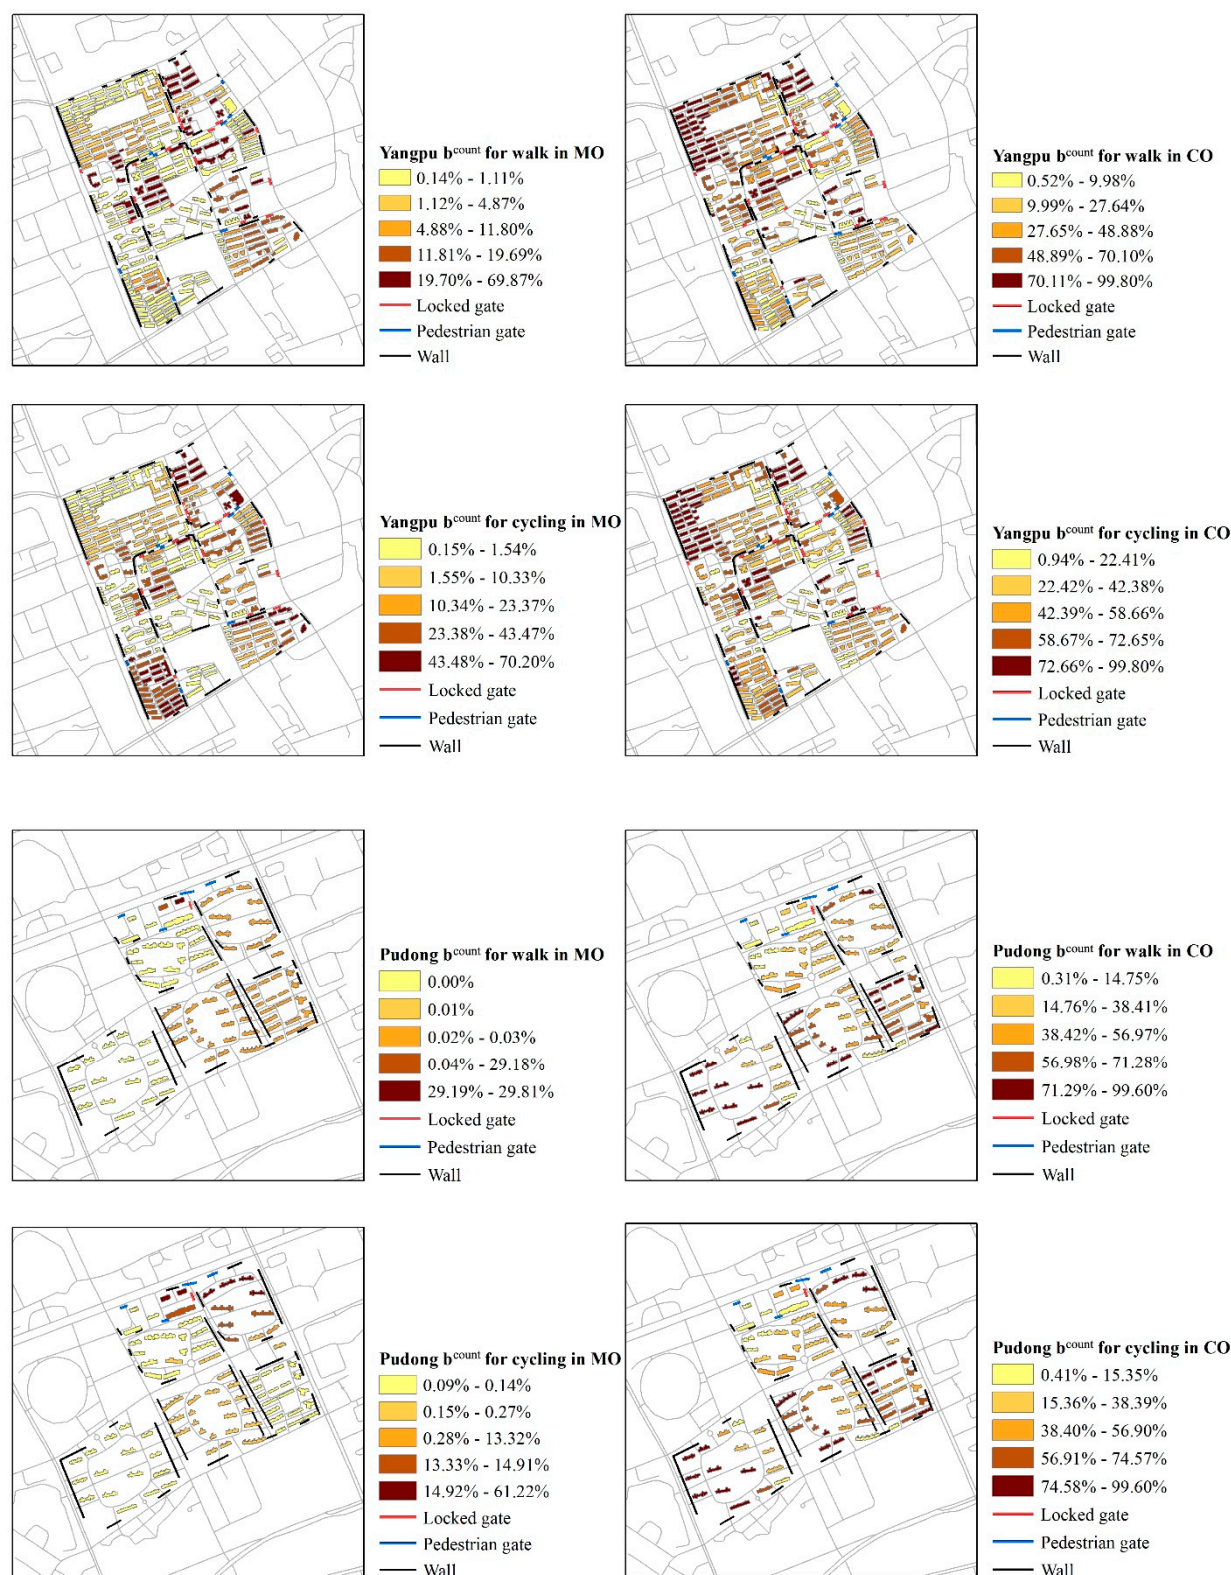 Yangpu bcount for walk in MO
0.14% - 1.11%
1.12% - 4.87%
4.88% - 11.80%
11.81% - 19.69%
19.70% - 69.87%
Locked gate
Pedestrian gate
Wall
Yangpu bcount for walk in CO
0.52% - 9.98%
9.99% - 27.64%
27.65% - 48.88%
48.89% - 70.10%
70.11% - 99.80%
Locked gate
Pedestrian gate
Wall
Yangpu bcount for cycling in MO
0.15% - 1.54%
1.55% - 10.33%
10.34% - 23.37%
23.38% - 43.47%
43.48% - 70.20%
Locked gate
Pedestrian gate
Wall
Yangpu bcount for cycling in CO
0.94% - 22.41%
22.42% - 42.38%
42.39% - 58.66%
58.67% - 72.65%
72.66% - 99.80%
Locked gate
Pedestrian gate
Wall
Pudong bcount for walk in MO
0.00%
0.01%
0.02% - 0.03%
0.04% - 29.18%
29.19% - 29.81%
Locked gate
Pedestrian gate
Wall
Pudong bcount for walk in CO
0.31% - 14.75%
14.76% - 38.41%
38.42% - 56.97%
56.98% - 71.28%
71.29% - 99.60%
Locked gate
Pedestrian gate
Wall
Pudong bcount for cycling in MO
0.09% - 0.14%
0.15% - 0.27%
0.28% - 13.32%
13.33% - 14.91%
14.92% - 61.22%
Locked gate
Pedestrian gate
Wall
Pudong bcount for cycling in CO
0.41% - 15.35%
15.36% - 38.39%
38.40% - 56.90%
56.91% - 74.57%
74.58% - 99.60%
Locked gate
Pedestrian gate
Wall